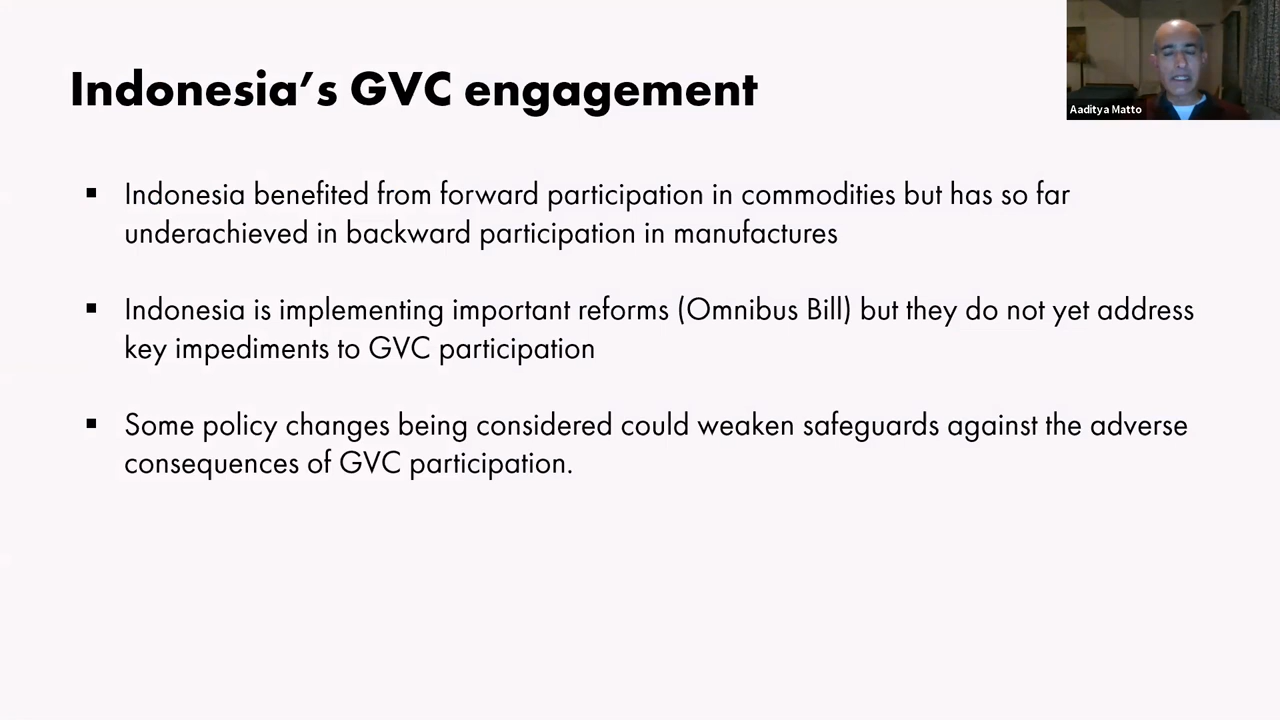 Indonesia's GVC engagement
Aaditya Matto
▪ Indonesia benefited from forward participation in commodities but has so far
underachieved in backward participation in manufactures
▪ Indonesia is implementing important reforms (Omnibus Bill) but they do not yet address
key impediments to GVC participation
▪ Some policy changes being considered could weaken safeguards against the adverse
consequences of GVC participation.